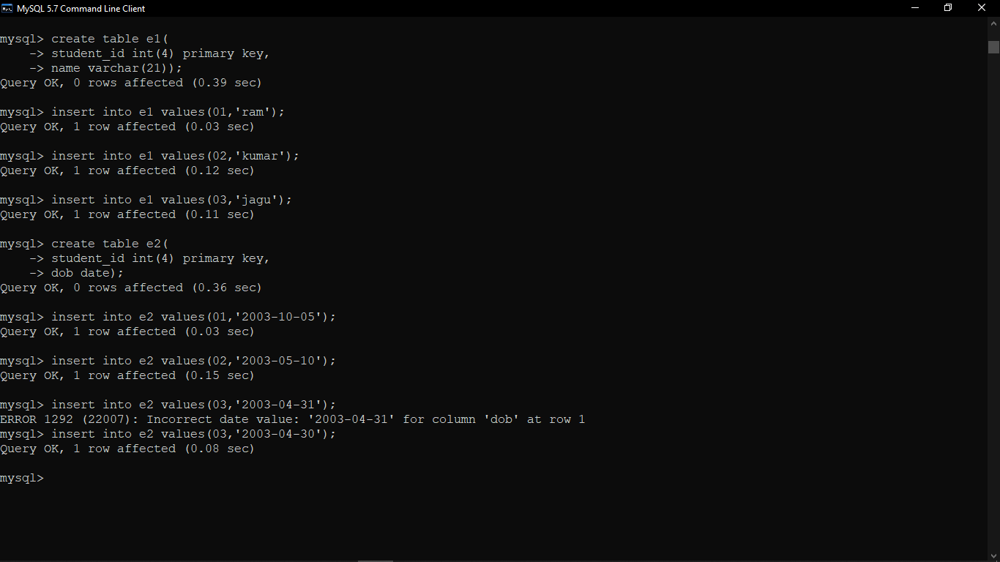 MySQL 5.7 Command Line Client
mysql> create table e1(
    -> student_id int(4) primary key,
    -> name varchar(21));
Query OK, 0 rows affected (0.39 sec)
mysql> insert into e1 values(01,'ram');
Query OK, 1 row affected (0.03 sec)
mysql> insert into e1 values(02,'kumar');
Query OK, 1 row affected (0.12 sec)
mysql> insert into e1 values(03,'jagu');
Query OK, 1 row affected (0.11 sec)
mysql> create table e2(
    -> student_id int(4) primary key,
    -> dob date);
Query OK, 0 rows affected (0.36 sec)
mysql> insert into e2 values(01,'2003-10-05');
Query OK, 1 row affected (0.03 sec)
mysql> insert into e2 values(02,'2003-05-10');
Query OK, 1 row affected (0.15 sec)
mysql> insert into e2 values(03,'2003-04-31');
ERROR 1292 (22007): Incorrect date value: '2003-04-31' for column 'dob' at row 1
mysql> insert into e2 values(03,'2003-04-30');
Query OK, 1 row affected (0.08 sec)
mysql>